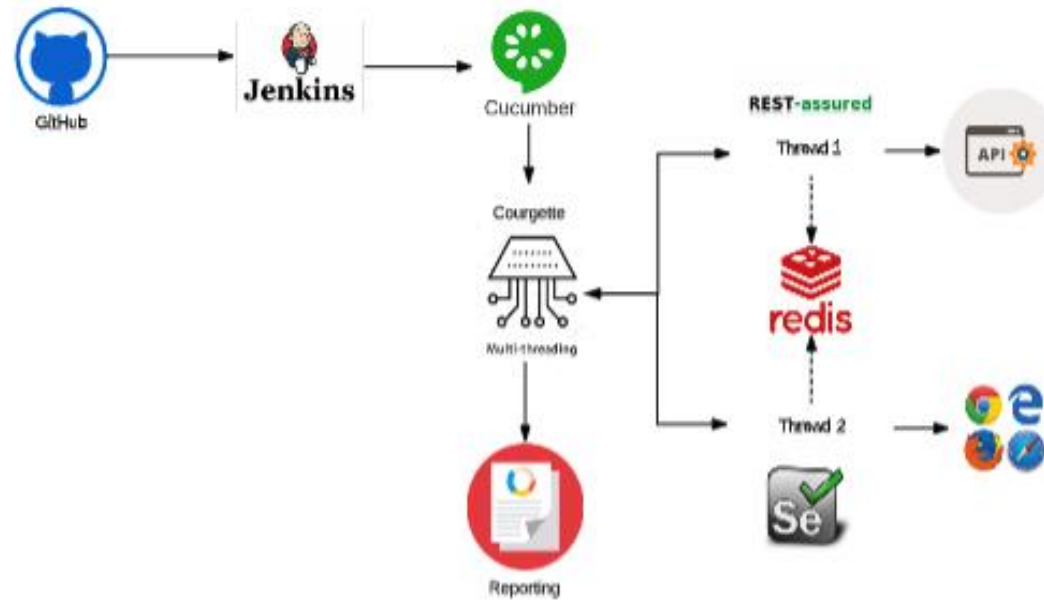 GitHub
Jenkins
Cucumber
Courgette
Multi-threading
Reporting
REST-assured
Thread 1
API
redis
Thread 2
Se